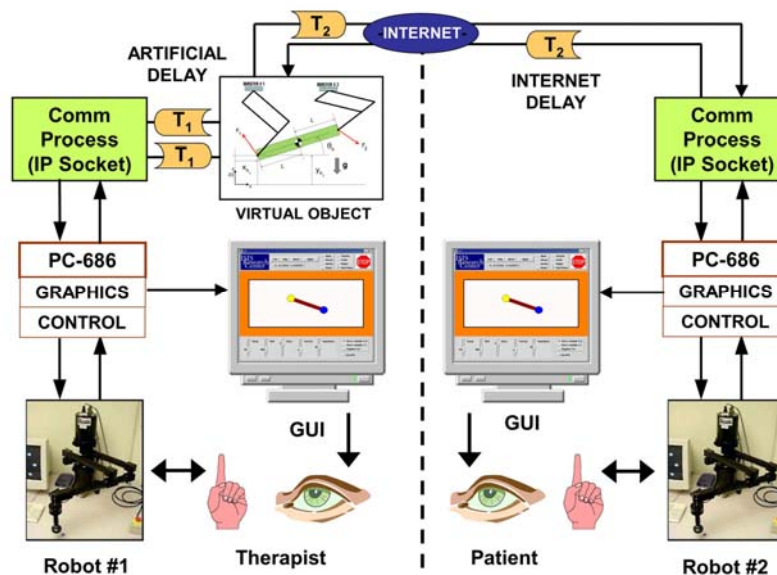 T2
INTERNET
T2
ARTIFICIAL
DELAY
INTERNET
DELAY
Comm
Process
(IP Socket)
T1
T1
L
L
g
VIRTUAL OBJECT
Comm
Process
(IP Socket)
PC-686
GRAPHICS
CONTROL
STOP
STOP
PC-686
GRAPHICS
CONTROL
GUI
GUI
Robot #1
Therapist
Patient
Robot #2